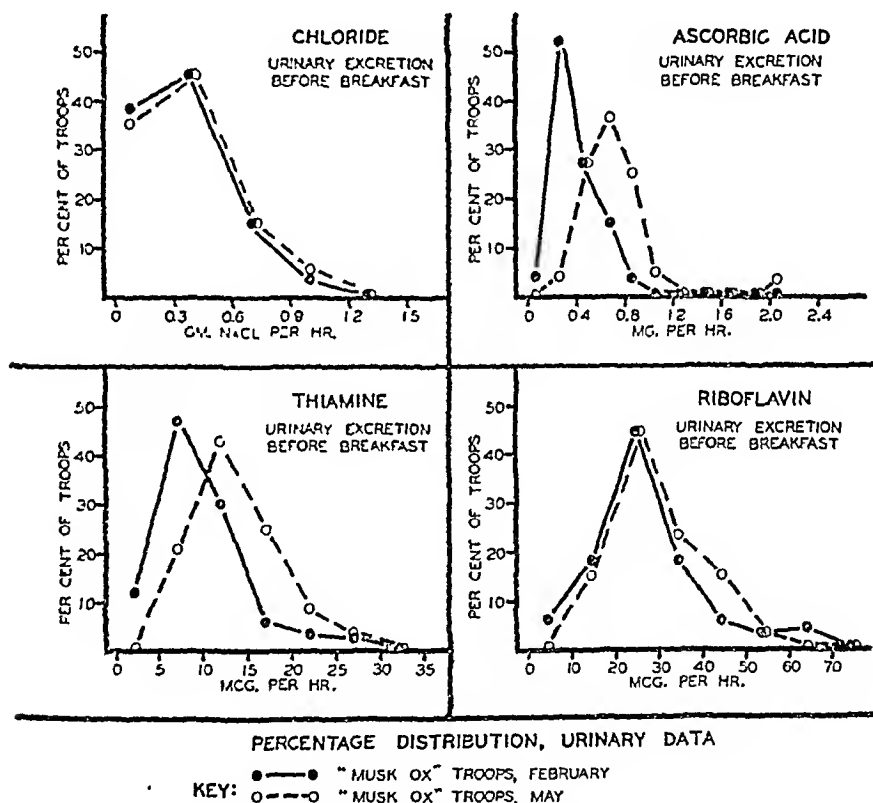 CHLORIDE
URINARY EXCRETION
BEFORE BREAKFAST
PER CENT OF TROOPS
50
40
30
20
10
0 0.3 0.6 0.9 1.2 1.5
GM. NACL PER HR.
ASCORBIC ACID
URINARY EXCRETION
BEFORE BREAKFAST
PER CENT OF TROOPS
50
40
30
20
10
0 0.4 0.8 1.2 1.6 2.0 2.4
MG. PER HR.
THIAMINE
URINARY EXCRETION
BEFORE BREAKFAST
PER CENT OF TROOPS
50
40
30
20
10
0 5 10 15 20 25 30 35
MCG. PER HR.
RIBOFLAVIN
URINARY EXCRETION
BEFORE BREAKFAST
PER CENT OF TROOPS
50
40
30
20
10
0 10 20 30 40 50 60 70
MCG. PER HR.
PERCENTAGE DISTRIBUTION, URINARY DATA
KEY: "MUSK OX" TROOPS, FEBRUARY
"MUSK OX" TROOPS, MAY